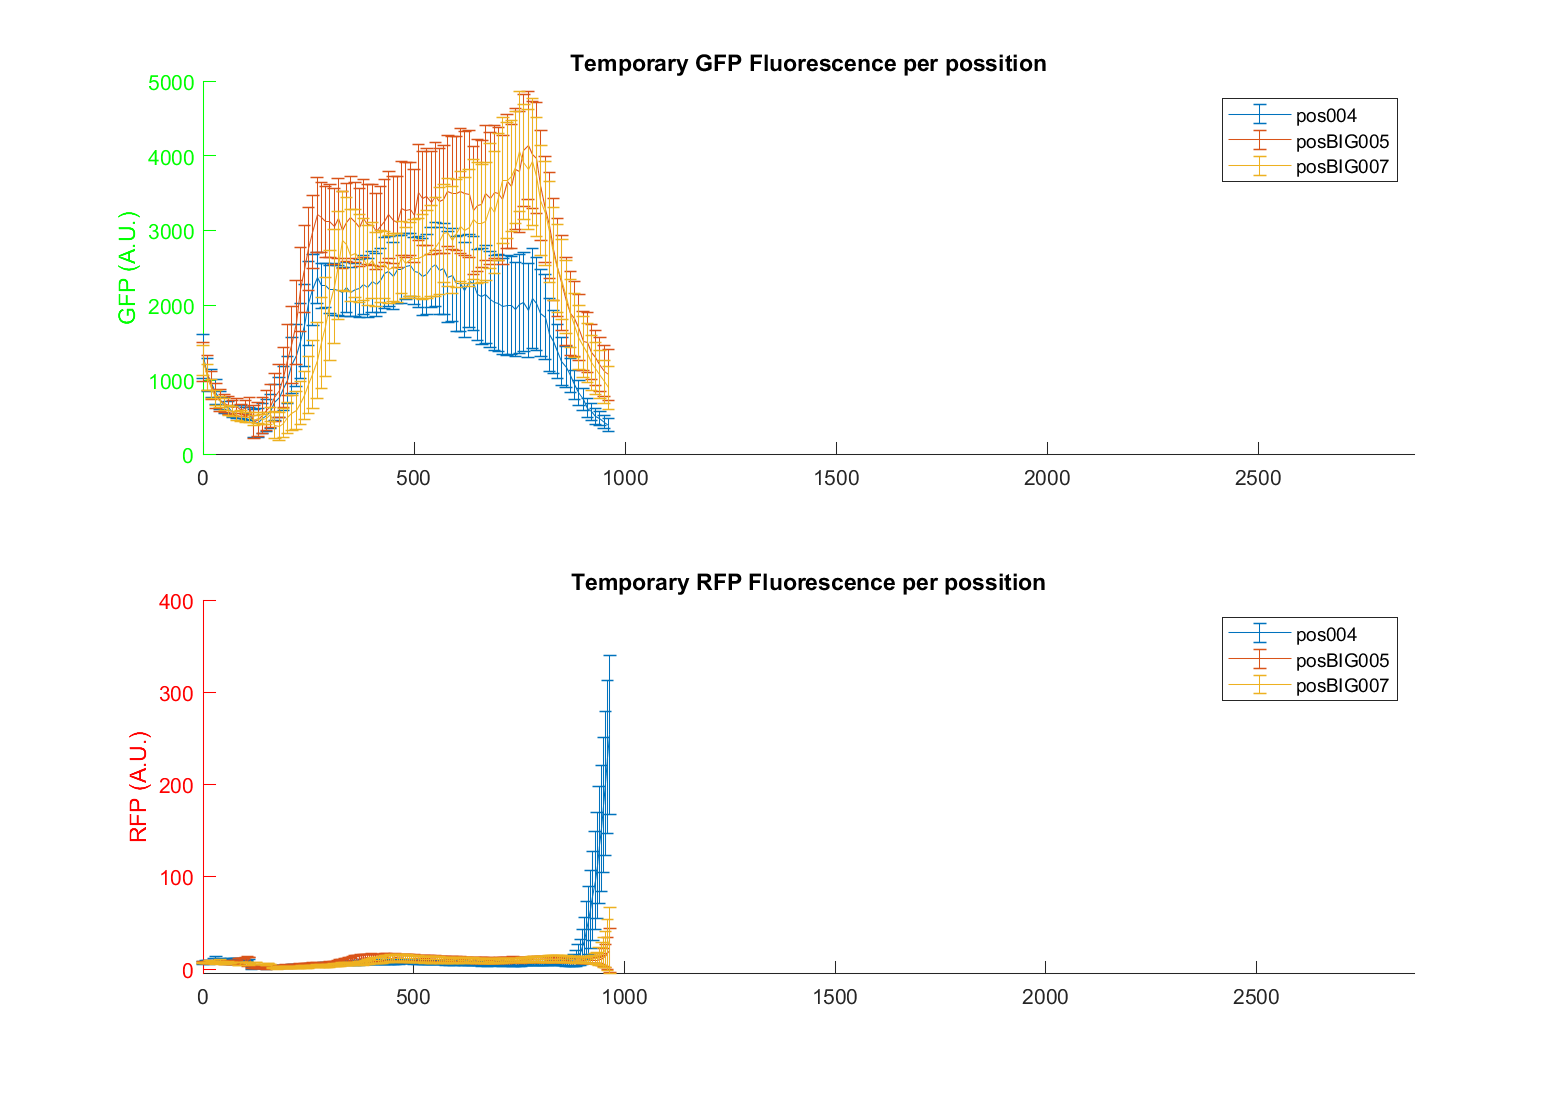 Temporary GFP Fluorescence per possition
5000
4000
3000
2000
1000
0
GFP (A.U.)
0 500 1000 1500 2000 2500
pos004
posBIG005
posBIG007
Temporary RFP Fluorescence per possition
400
300
200
100
0
RFP (A.U.)
0 500 1000 1500 2000 2500
pos004
posBIG005
posBIG007